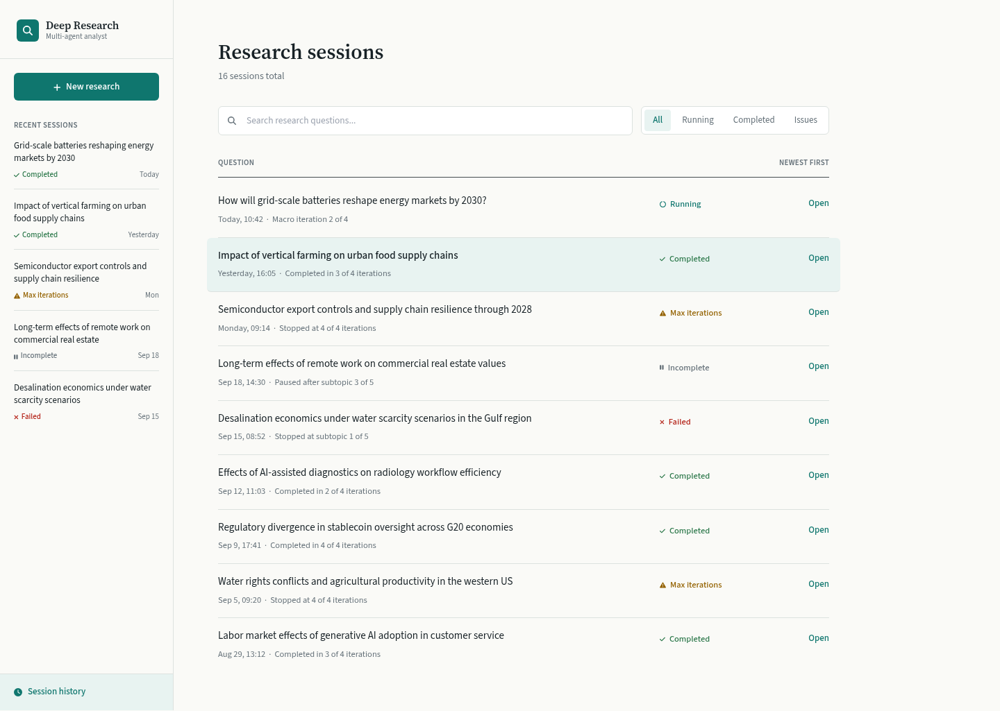 Deep Research
Multi-agent analyst
New research
RECENT SESSIONS
Grid-scale batteries reshaping energy
markets by 2030
Completed
Today
Impact of vertical farming on urban
food supply chains
Completed
Yesterday
Semiconductor export controls and
supply chain resilience
Max iterations
Mon
Long-term effects of remote work on
commercial real estate
Incomplete
Sep 18
Desalination economics under water
scarcity scenarios
Failed
Sep 15
Session history
Research sessions
16 sessions total
Search research questions...
All
Running
Completed
Issues
QUESTION
NEWEST FIRST
How will grid-scale batteries reshape energy markets by 2030?
Running
Open
Today, 10:42 · Macro iteration 2 of 4
Impact of vertical farming on urban food supply chains
Completed
Open
Yesterday, 16:05 · Completed in 3 of 4 iterations
Semiconductor export controls and supply chain resilience through 2028
Max iterations
Open
Monday, 09:14 · Stopped at 4 of 4 iterations
Long-term effects of remote work on commercial real estate values
Incomplete
Open
Sep 18, 14:30 · Paused after subtopic 3 of 5
Desalination economics under water scarcity scenarios in the Gulf region
Failed
Open
Sep 15, 08:52 · Stopped at subtopic 1 of 5
Effects of AI-assisted diagnostics on radiology workflow efficiency
Completed
Open
Sep 12, 11:03 · Completed in 2 of 4 iterations
Regulatory divergence in stablecoin oversight across G20 economies
Completed
Open
Sep 9, 17:41 · Completed in 4 of 4 iterations
Water rights conflicts and agricultural productivity in the western US
Max iterations
Open
Sep 5, 09:20 · Stopped at 4 of 4 iterations
Labor market effects of generative AI adoption in customer service
Completed
Open
Aug 29, 13:12 · Completed in 3 of 4 iterations